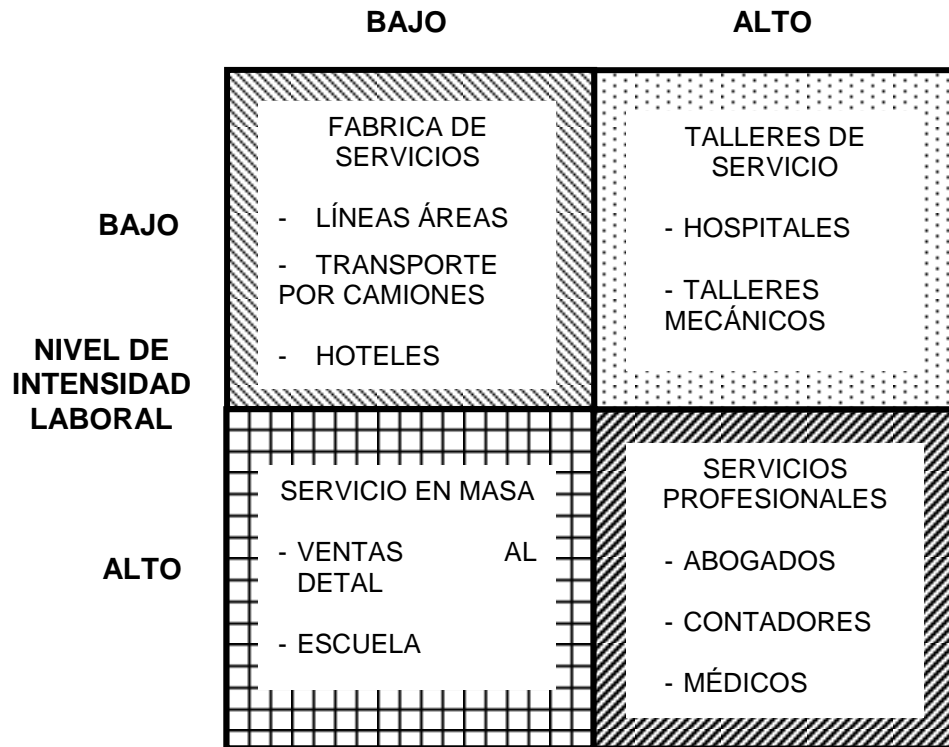 BAJO
ALTO
FABRICA DE
SERVICIOS
- LÍNEAS ÁREAS
- TRANSPORTE
POR CAMIONES
- HOTELES
TALLERES DE
SERVICIO
- HOSPITALES
- TALLERES
MECÁNICOS
BAJO
NIVEL DE
INTENSIDAD
LABORAL
SERVICIO EN MASA
- VENTAS AL
DETAL
- ESCUELA
SERVICIOS
PROFESIONALES
- ABOGADOS
- CONTADORES
- MÉDICOS
ALTO